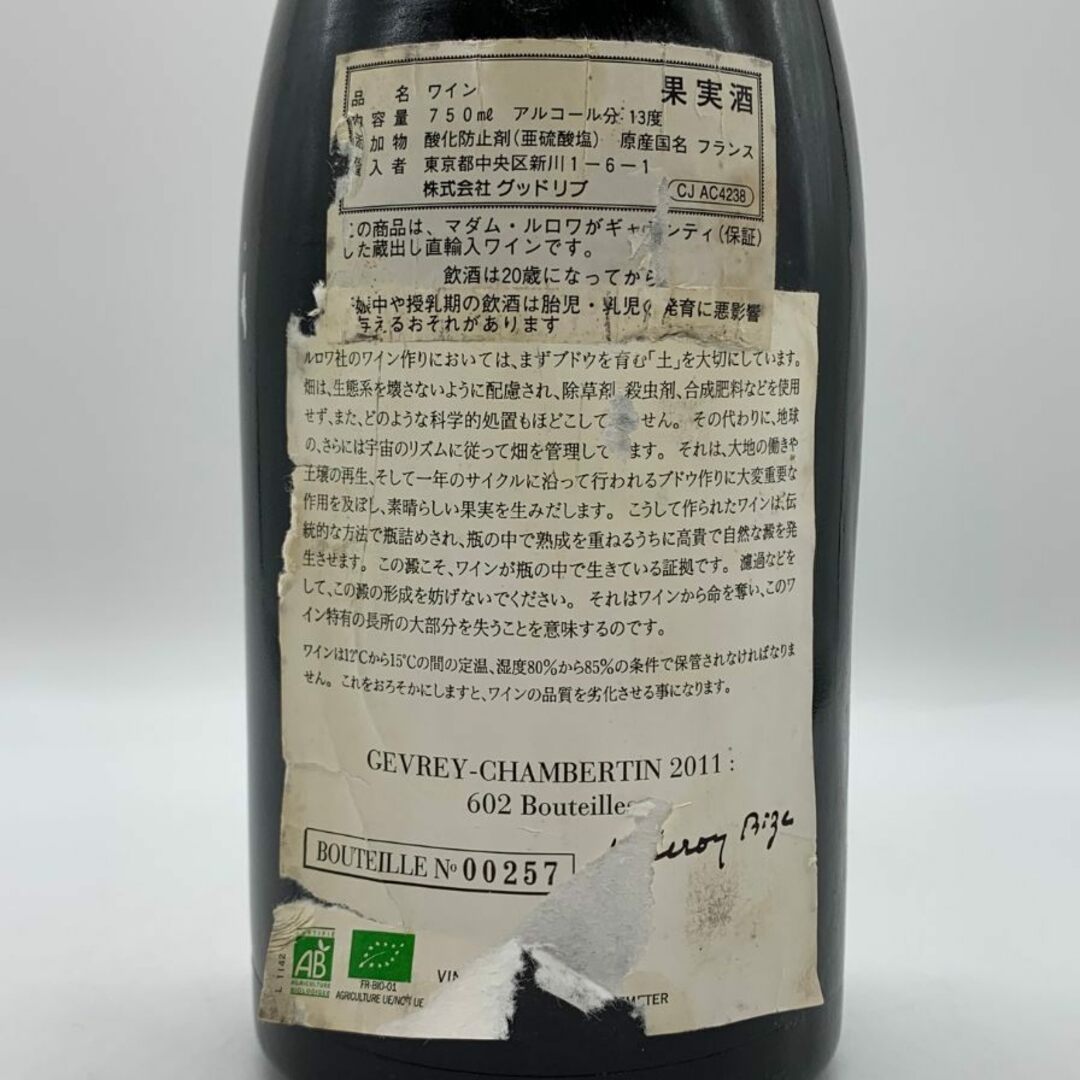 品 名 ワイン 果実酒
内容量 750㎖ アルコール分 13度
加物 酸化防止剤(亜硫酸塩) 原産国名 フランス
入者 東京都中央区新川1-6-1
株式会社 グッドリブ CJ AC4238
この商品は、マダム・ルロワがギャランティ(保証)
した蔵出し直輸入ワインです。
飲酒は20歳になってから
娠中や授乳期の飲酒は胎児・乳児の発育に悪影響
与えるおそれがあります
ルロワ社のワイン作りにおいては、まずブドウを育む「土」を大切にしています。
畑は、生態系を壊さないように配慮され、除草剤、殺虫剤、合成肥料などを使用
せず、また、どのような科学的処置もほどこして せん。 その代わりに、地球
の、さらには宇宙のリズムに従って畑を管理して ます。 それは、大地の働きや
土壌の再生、そして一年のサイクルに沿って行われるブドウ作りに大変重要な
作用を及ぼし、素晴らしい果実を生みだします。 こうして作られたワインは、伝
統的な方法で瓶詰めされ、瓶の中で熟成を重ねるうちに高貴で自然な澱を発
生させます。 この澱こそ、ワインが瓶の中で生きている証拠です。 濾過などを
して、この澱の形成を妨げないでください。 それはワインから命を奪い、このワ
イン特有の長所の大部分を失うことを意味するのです。
ワインは12℃から15℃の間の定温、湿度80%から85%の条件で保管されなければなりま
せん。 これをおろそかにしますと、ワインの品質を劣化させる事になります。
GEVREY-CHAMBERTIN 2011 :
602 Bouteilles
Leroy Bize
BOUTEILLE Nº 00257
L 1142
CERTIFIÉ
AB
AGRICULTURE
BIOLOGIQUE
FR-BIO-01
AGRICULTURE UE/NON UE
VIN
METER